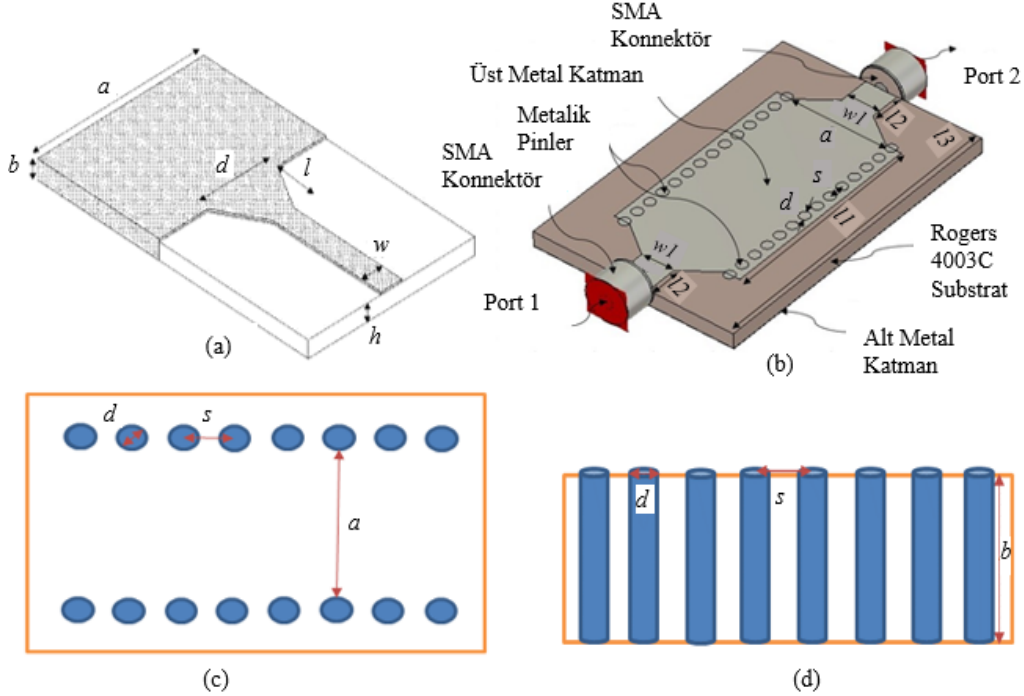 a
b
d
l
w
h
(a)
SMA
Konnektör
Port 2
Üst Metal Katman
Metalik
Pinler
SMA
Konnektör
w1
l2
l3
a
s
d
l1
w1
l2
Port 1
Rogers
4003C
Substrat
Alt Metal
Katman
(b)
d
s
a
(c)
d
s
b
(d)